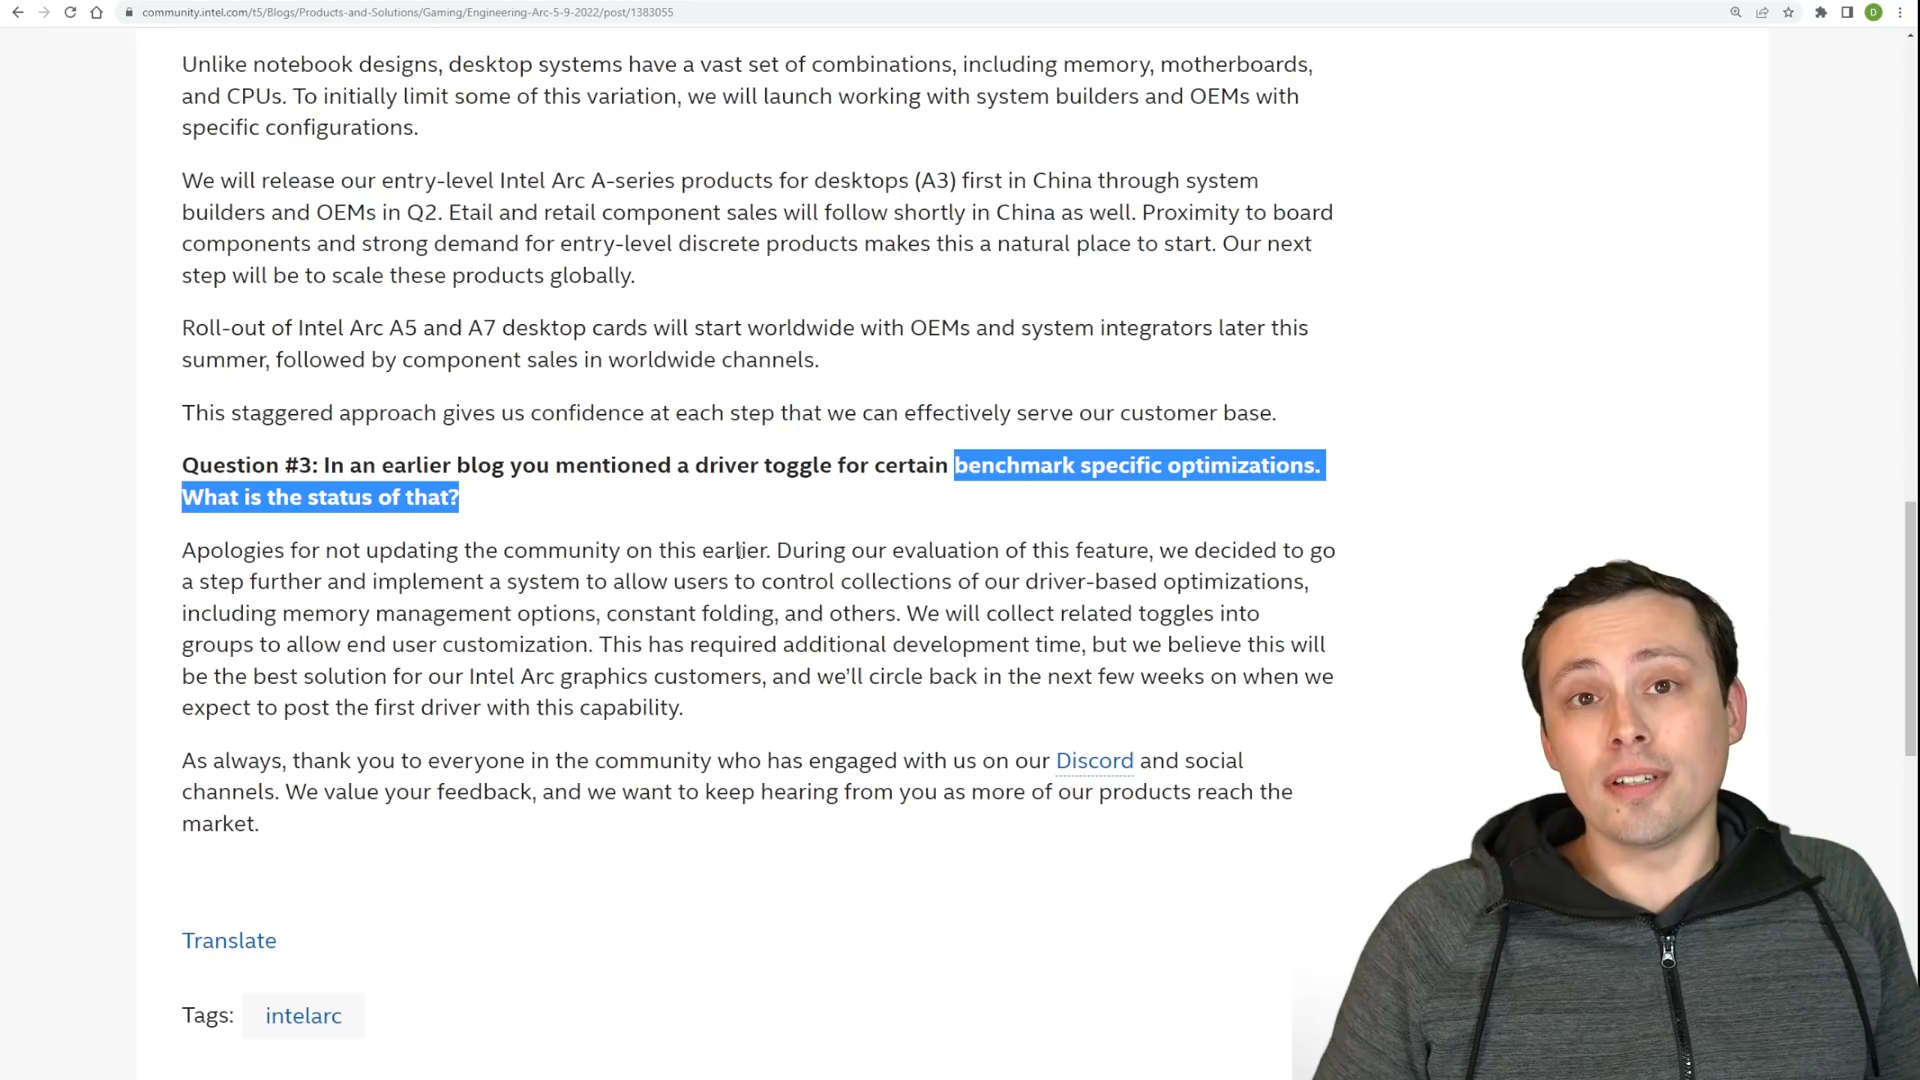 community.intel.com/t5/Blogs/Products-and-Solutions/Gaming/Engineering-Arc-5-9-2022/post/1383055
D
Unlike notebook designs, desktop systems have a vast set of combinations, including memory, motherboards,
and CPUs. To initially limit some of this variation, we will launch working with system builders and OEMs with
specific configurations.
We will release our entry-level Intel Arc A-series products for desktops (A3) first in China through system
builders and OEMs in Q2. Etail and retail component sales will follow shortly in China as well. Proximity to board
components and strong demand for entry-level discrete products makes this a natural place to start. Our next
step will be to scale these products globally.
Roll-out of Intel Arc A5 and A7 desktop cards will start worldwide with OEMs and system integrators later this
summer, followed by component sales in worldwide channels.
This staggered approach gives us confidence at each step that we can effectively serve our customer base.
Question #3: In an earlier blog you mentioned a driver toggle for certain benchmark specific optimizations.
What is the status of that?
Apologies for not updating the community on this earlier. During our evaluation of this feature, we decided to go
a step further and implement a system to allow users to control collections of our driver-based optimizations,
including memory management options, constant folding, and others. We will collect related toggles into
groups to allow end user customization. This has required additional development time, but we believe this will
be the best solution for our Intel Arc graphics customers, and we’ll circle back in the next few weeks on when we
expect to post the first driver with this capability.
As always, thank you to everyone in the community who has engaged with us on our Discord and social
channels. We value your feedback, and we want to keep hearing from you as more of our products reach the
market.
Translate
Tags: intelarc